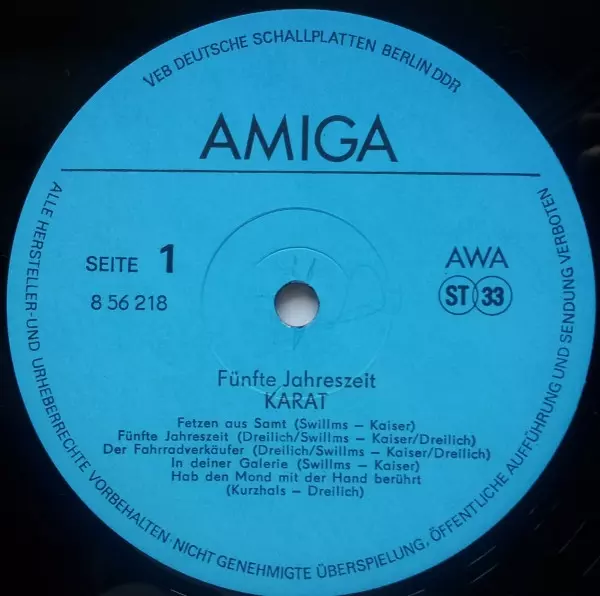 VEB DEUTSCHE SCHALLPLATTEN BERLIN DDR
AMIGA
SEITE 1
8 56 218
AWA
ST 33
Fünfte Jahreszeit
KARAT
Fetzen aus Samt (Swillms – Kaiser)
Fünfte Jahreszeit (Dreilich/Swillms – Kaiser/Dreilich)
Der Fahrradverkäufer (Dreilich/Swillms – Kaiser/Dreilich)
In deiner Galerie (Swillms – Kaiser)
Hab den Mond mit der Hand berührt
(Kurzhals – Dreilich)
ALLE HERSTELLER-UND URHEBERRECHTE VORBEHALTEN· NICHT GENEHMIGTE ÜBERSPIELUNG, ÖFFENTLICHE AUFFÜHRUNG UND SENDUNG VERBOTEN